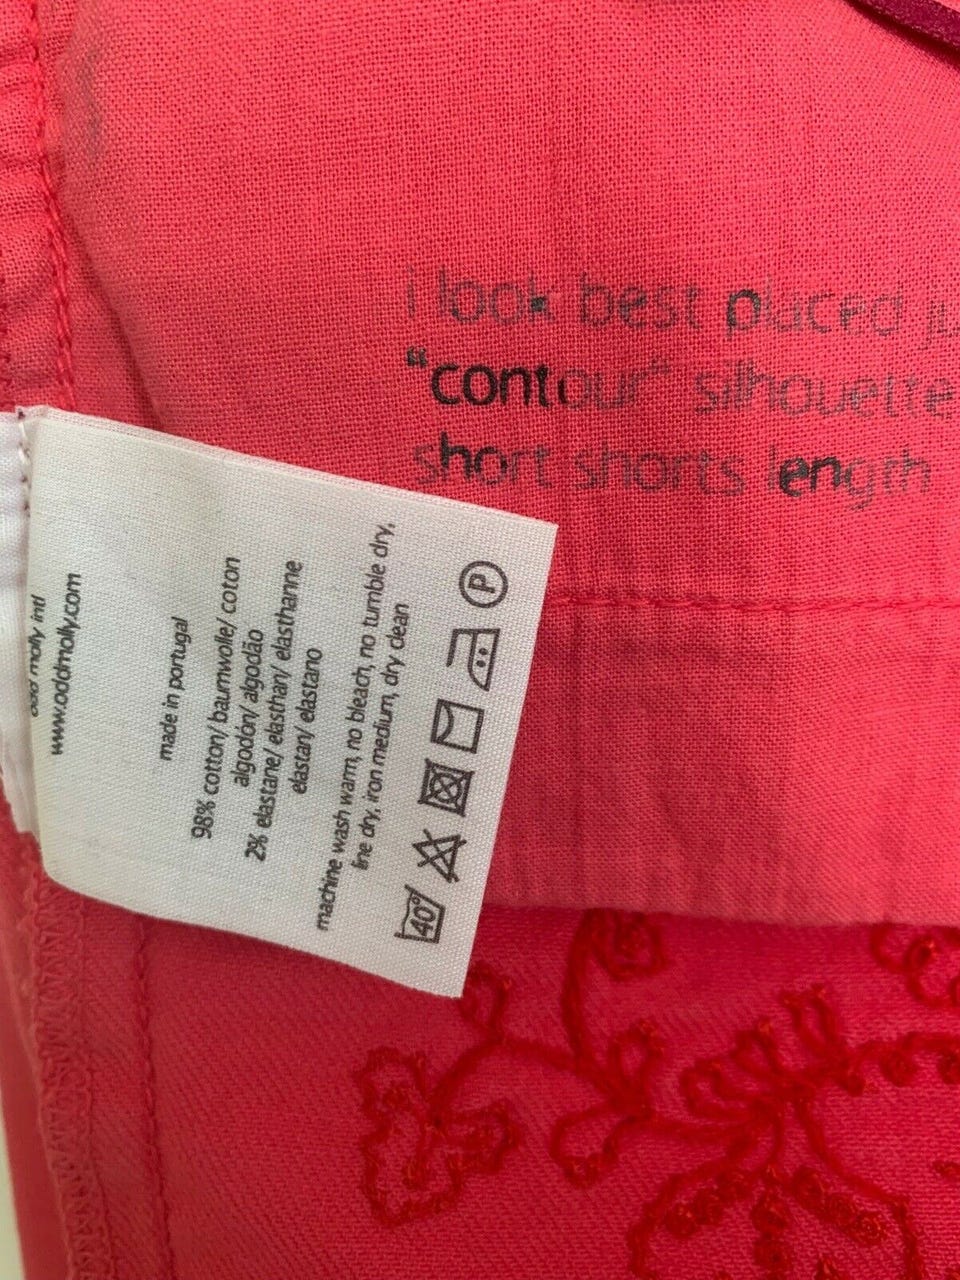 i look best placed
“contour” silhouette
short shorts length
odd molly intl
www.oddmolly.com
made in portugal
98% cotton/ baumwolle/ coton
algodón/ algodão
2% elastane/ elasthan/ elasthanne
elastan/ elastano
machine wash warm, no bleach, no tumble dry,
line dry, iron medium, dry clean
40° P